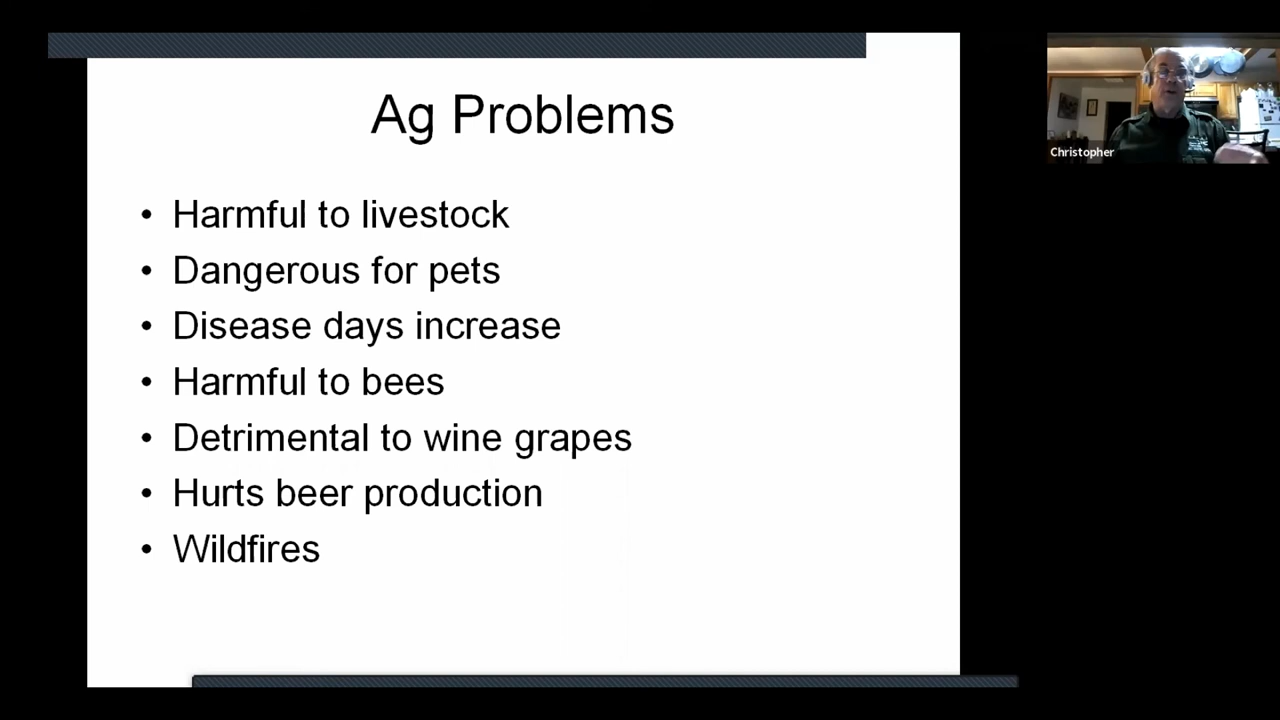 Ag Problems
• Harmful to livestock
• Dangerous for pets
• Disease days increase
• Harmful to bees
• Detrimental to wine grapes
• Hurts beer production
• Wildfires
Christopher